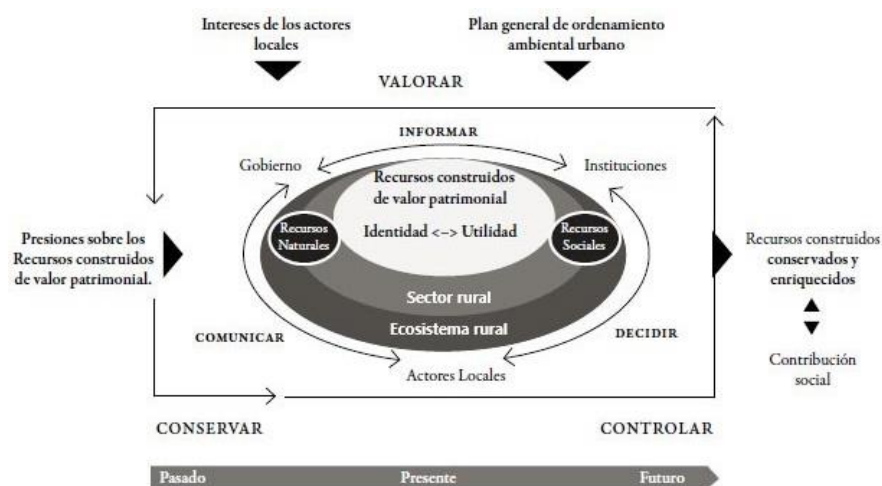 Intereses de los actores
locales
Plan general de ordenamiento
ambiental urbano
VALORAR
INFORMAR
Gobierno
Instituciones
Recursos construidos
de valor patrimonial
Identidad <-> Utilidad
Recursos
Naturales
Recursos
Sociales
Presiones sobre los
Recursos construidos
de valor patrimonial.
Recursos construidos
conservados y
enriquecidos
Sector rural
Ecosistema rural
COMUNICAR
DECIDIR
Actores Locales
Contribución
social
CONSERVAR
CONTROLAR
Pasado
Presente
Futuro